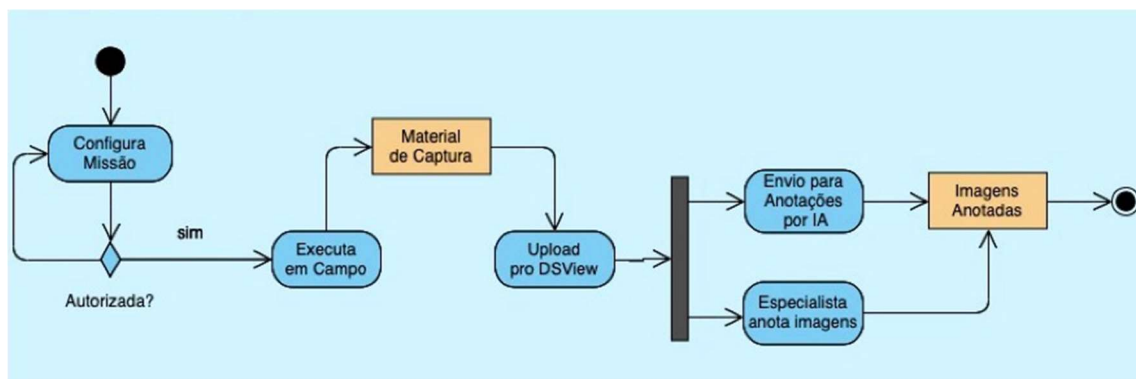 Configura
Missão
Autorizada?
sim
Executa
em Campo
Material
de Captura
Upload
pro DSView
Envio para
Anotações
por IA
Especialista
anota imagens
Imagens
Anotadas